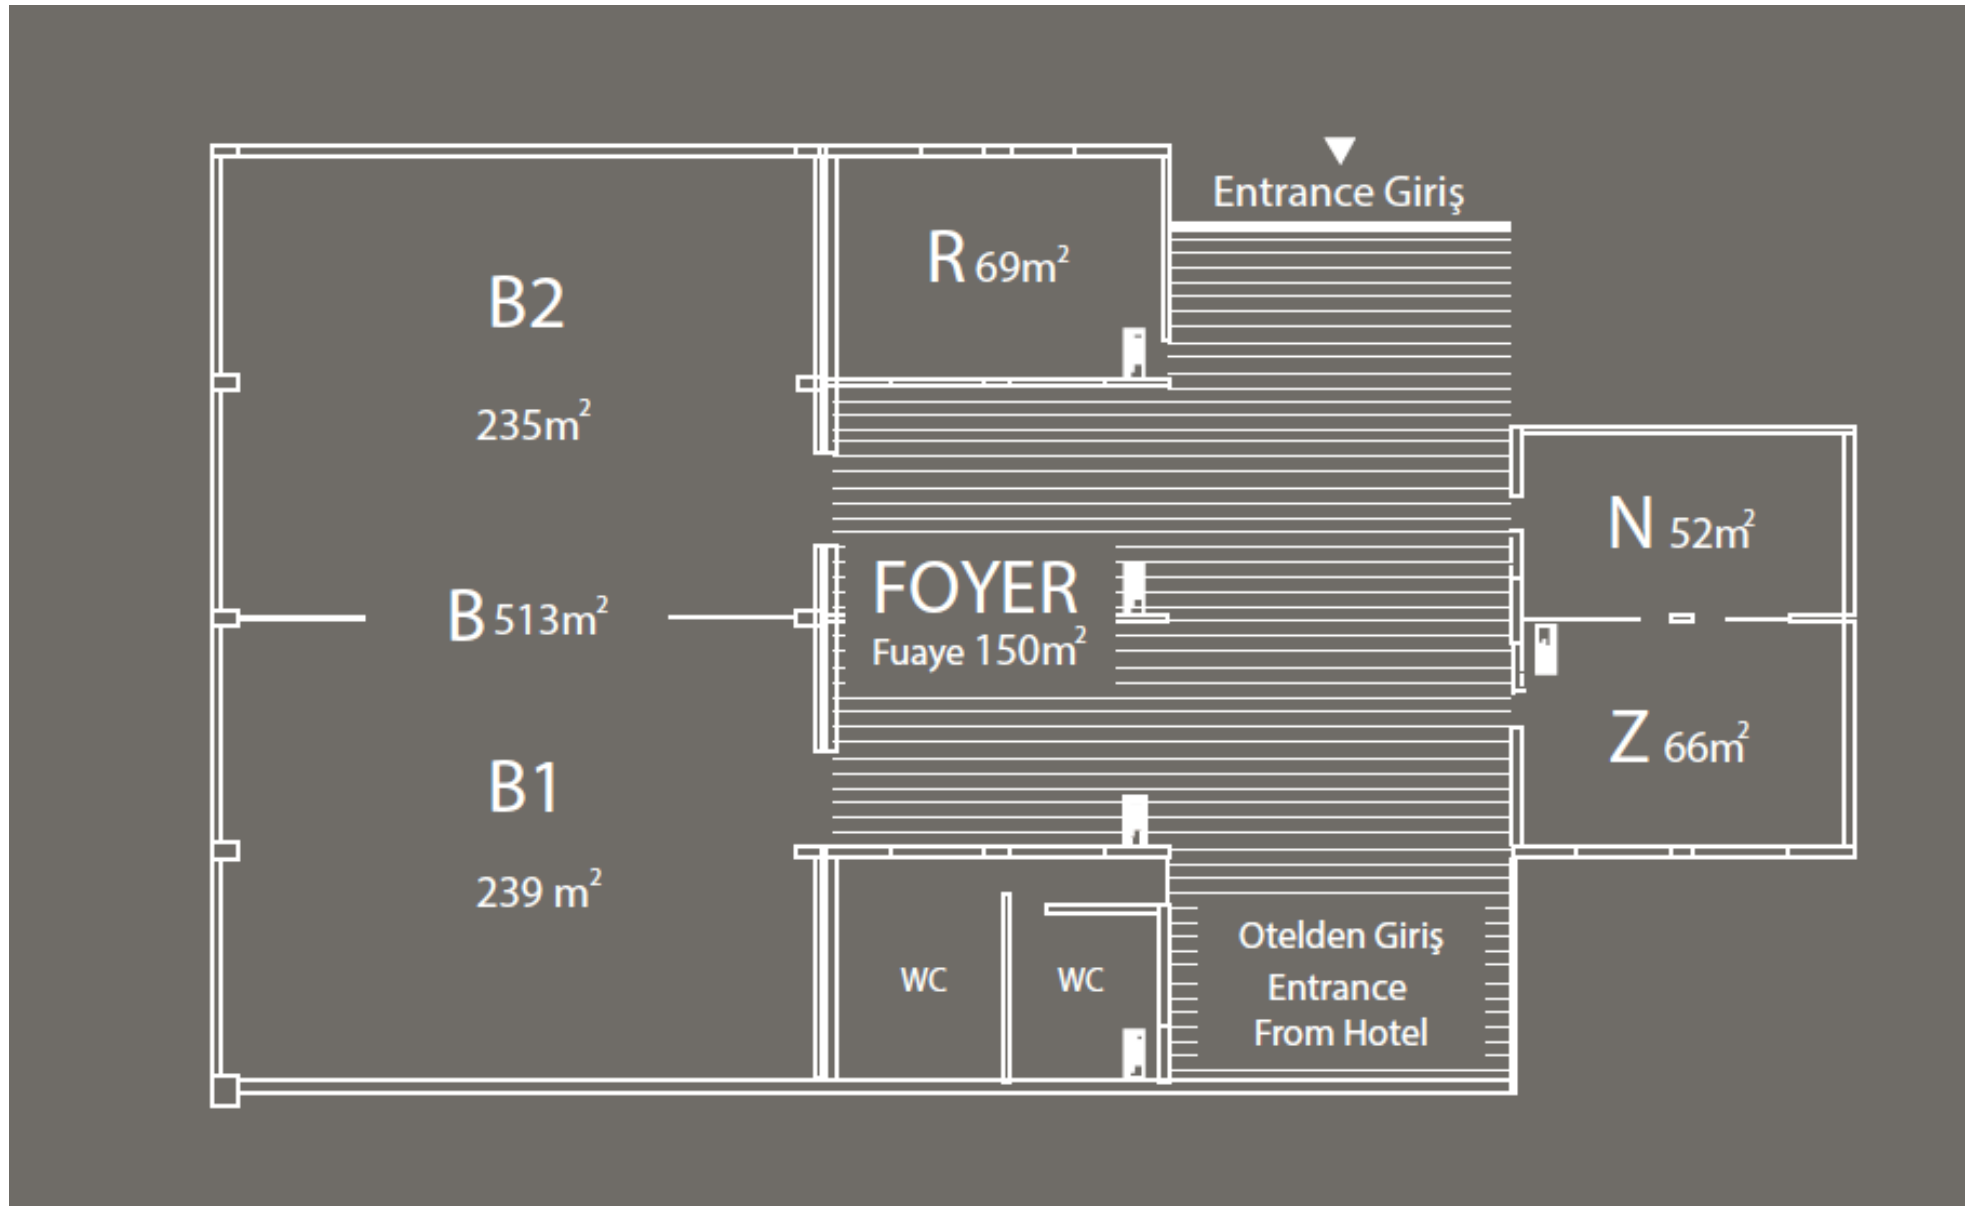 Entrance Giriş
R 69m²
B2
235m²
N 52m²
FOYER
B 513m²
Fuaye 150m²
Z 66m²
B1
239 m²
Otelden Giriş
WC
WC
Entrance
From Hotel